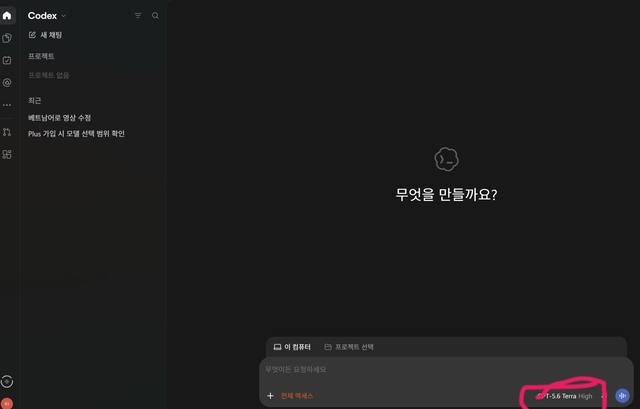 Codex
새 채팅
프로젝트
프로젝트 없음
최근
베트남어로 영상 수정
Plus 가입 시 모델 선택 범위 확인
무엇을 만들까요?
이 컴퓨터
프로젝트 선택
무엇이든 요청하세요
전체 액세스
T-5.6 Terra High